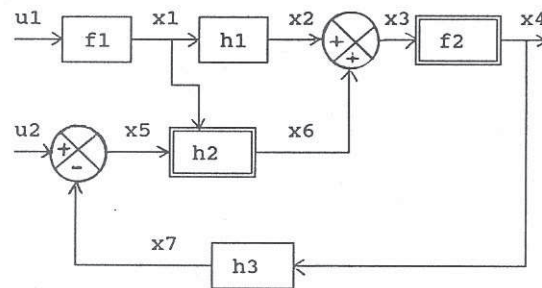 u1 x1 x2 x3 x4
f1 h1 + + f2
u2 x5 x6
+ - h2
x7
h3